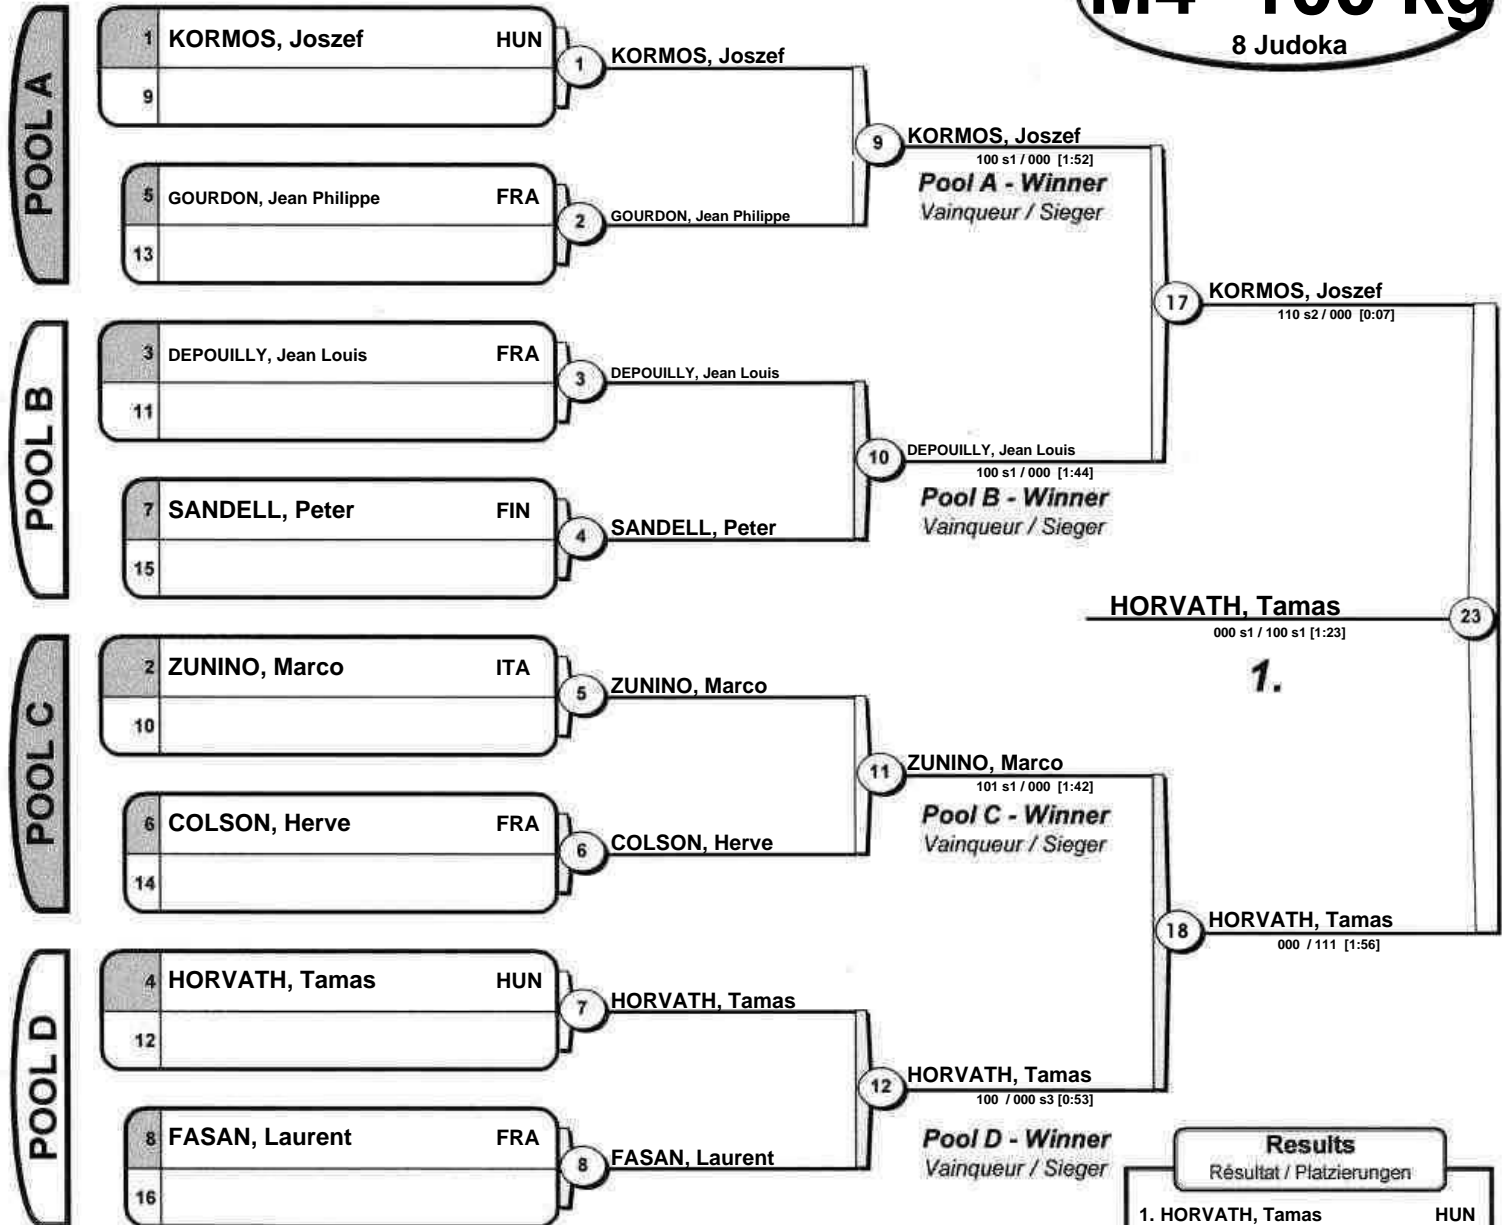 M4 -100 kg
8 Judoka
POOL A
1 KORMOS, Joszef HUN
9
5 GOURDON, Jean Philippe FRA
13
1 KORMOS, Joszef
2 GOURDON, Jean Philippe
9 KORMOS, Joszef
100 s1 / 000 [1:52]
Pool A - Winner
Vainqueur / Sieger
POOL B
3 DEPOUILLY, Jean Louis FRA
11
7 SANDELL, Peter FIN
15
3 DEPOUILLY, Jean Louis
4 SANDELL, Peter
10 DEPOUILLY, Jean Louis
100 s1 / 000 [1:44]
Pool B - Winner
Vainqueur / Sieger
17 KORMOS, Joszef
110 s2 / 000 [0:07]
HORVATH, Tamas 23
000 s1 / 100 s1 [1:23]
1.
POOL C
2 ZUNINO, Marco ITA
10
6 COLSON, Herve FRA
14
5 ZUNINO, Marco
6 COLSON, Herve
11 ZUNINO, Marco
101 s1 / 000 [1:42]
Pool C - Winner
Vainqueur / Sieger
18 HORVATH, Tamas
000 / 111 [1:56]
POOL D
4 HORVATH, Tamas HUN
12
8 FASAN, Laurent FRA
16
7 HORVATH, Tamas
8 FASAN, Laurent
12 HORVATH, Tamas
100 / 000 s3 [0:53]
Pool D - Winner
Vainqueur / Sieger
Results
Résultat / Platzierungen
1. HORVATH, Tamas HUN